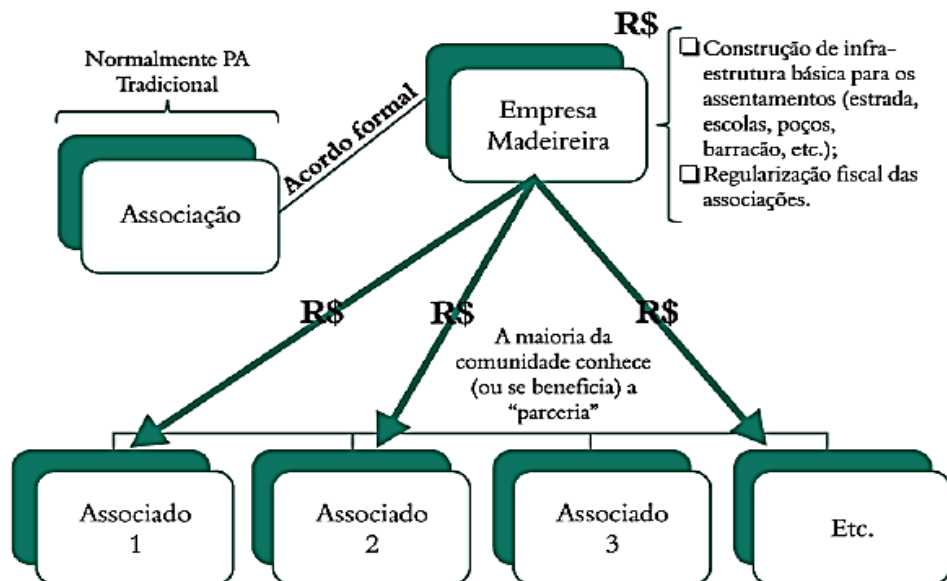 Normalmente PA
Tradicional
Associação
Acordo formal
R$
Empresa
Madeireira
❑ Construção de infra-
estrutura básica para os
assentamentos (estrada,
escolas, poços,
barracão, etc.);
❑ Regularização fiscal das
associações.
R$
R$
R$
A maioria da
comunidade conhece
(ou se beneficia) a
“parceria”
Associado
1
Associado
2
Associado
3
Etc.